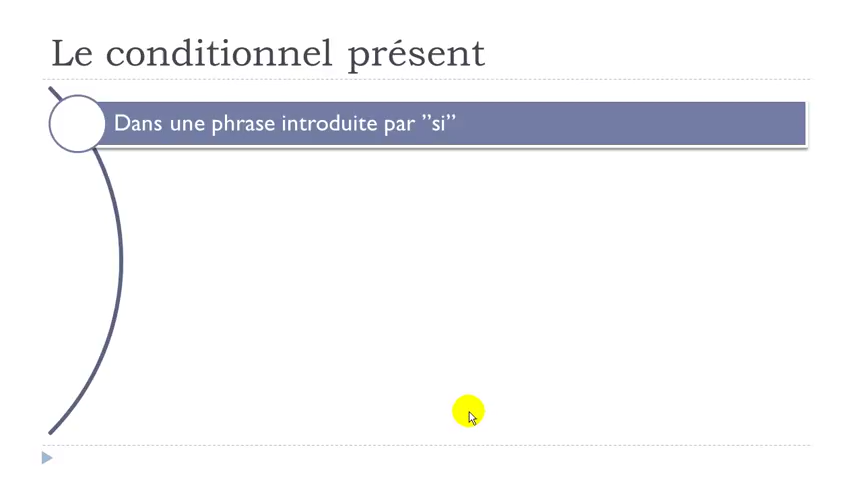 Le conditionnel présent
Dans une phrase introduite par ”si”